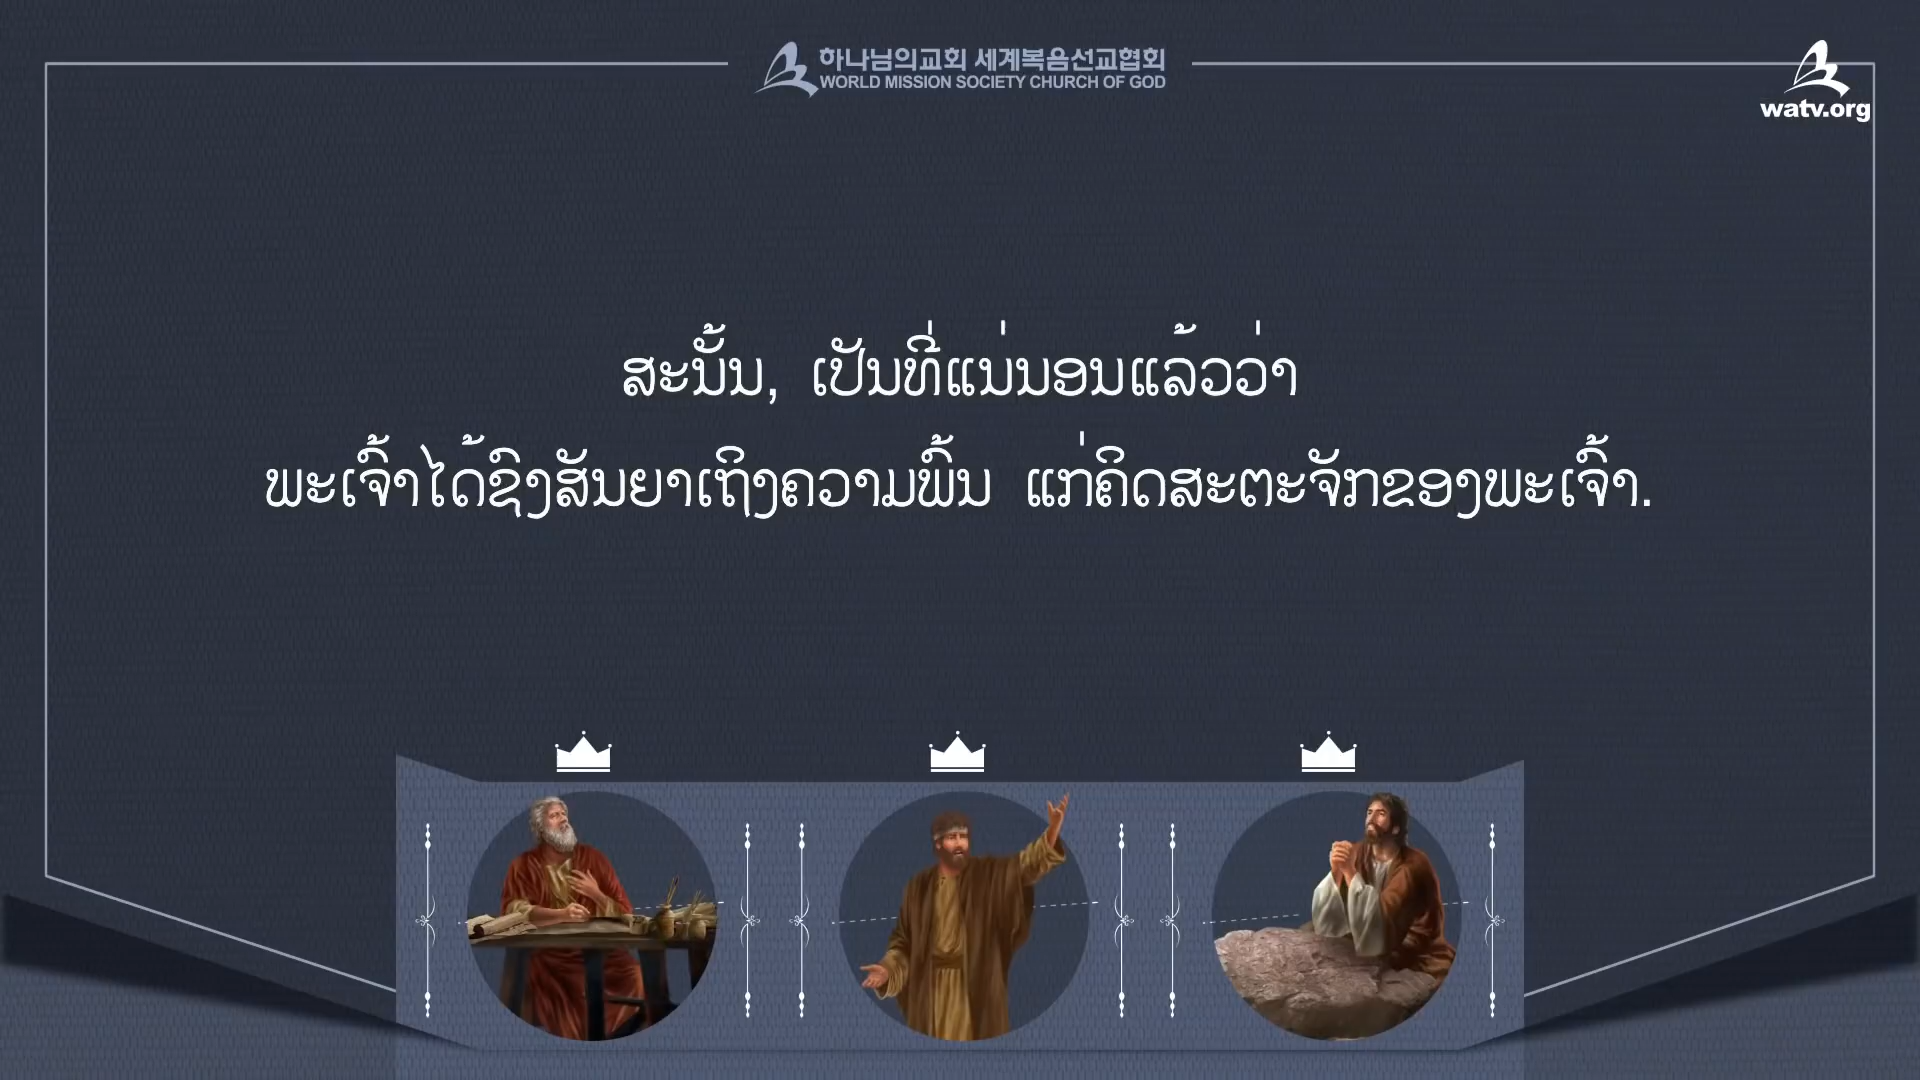 하나님의교회 세계복음선교협회
WORLD MISSION SOCIETY CHURCH OF GOD
watv.org
ສະນັ້ນ, ເປັນທີ່ແນ່ນອນແລ້ວວ່າ
ພະເຈົ້າໄດ້ຊົງສັນຍາເຖິງຄວາມພົ້ນ ແກ່ຄິດສະຕະຈັກຂອງພະເຈົ້າ.